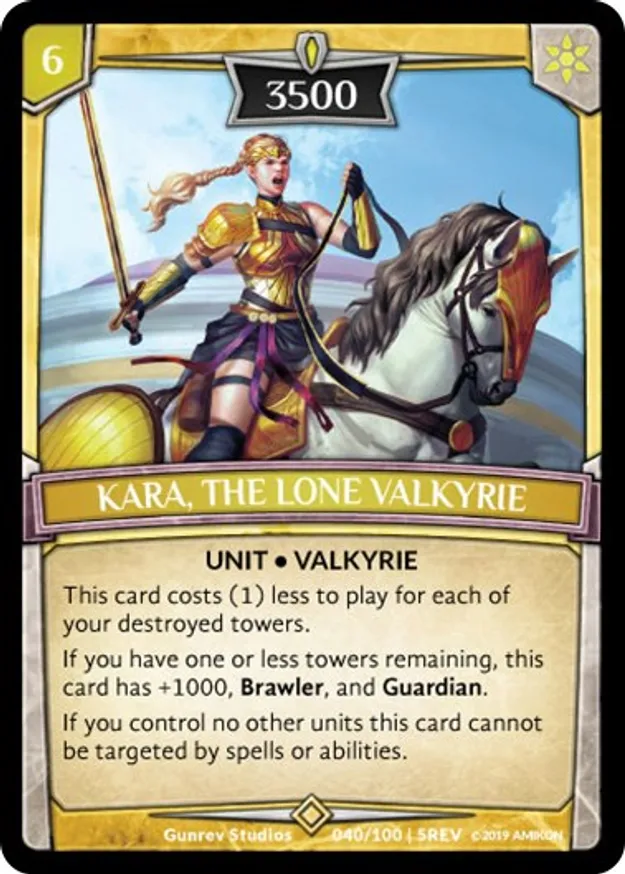 6
3500
KARA, THE LONE VALKYRIE
UNIT • VALKYRIE
This card costs (1) less to play for each of
your destroyed towers.
If you have one or less towers remaining, this
card has +1000, Brawler, and Guardian.
If you control no other units this card cannot
be targeted by spells or abilities.
Gunrev Studios 040/100 | 5REV ©2019 AMIKON